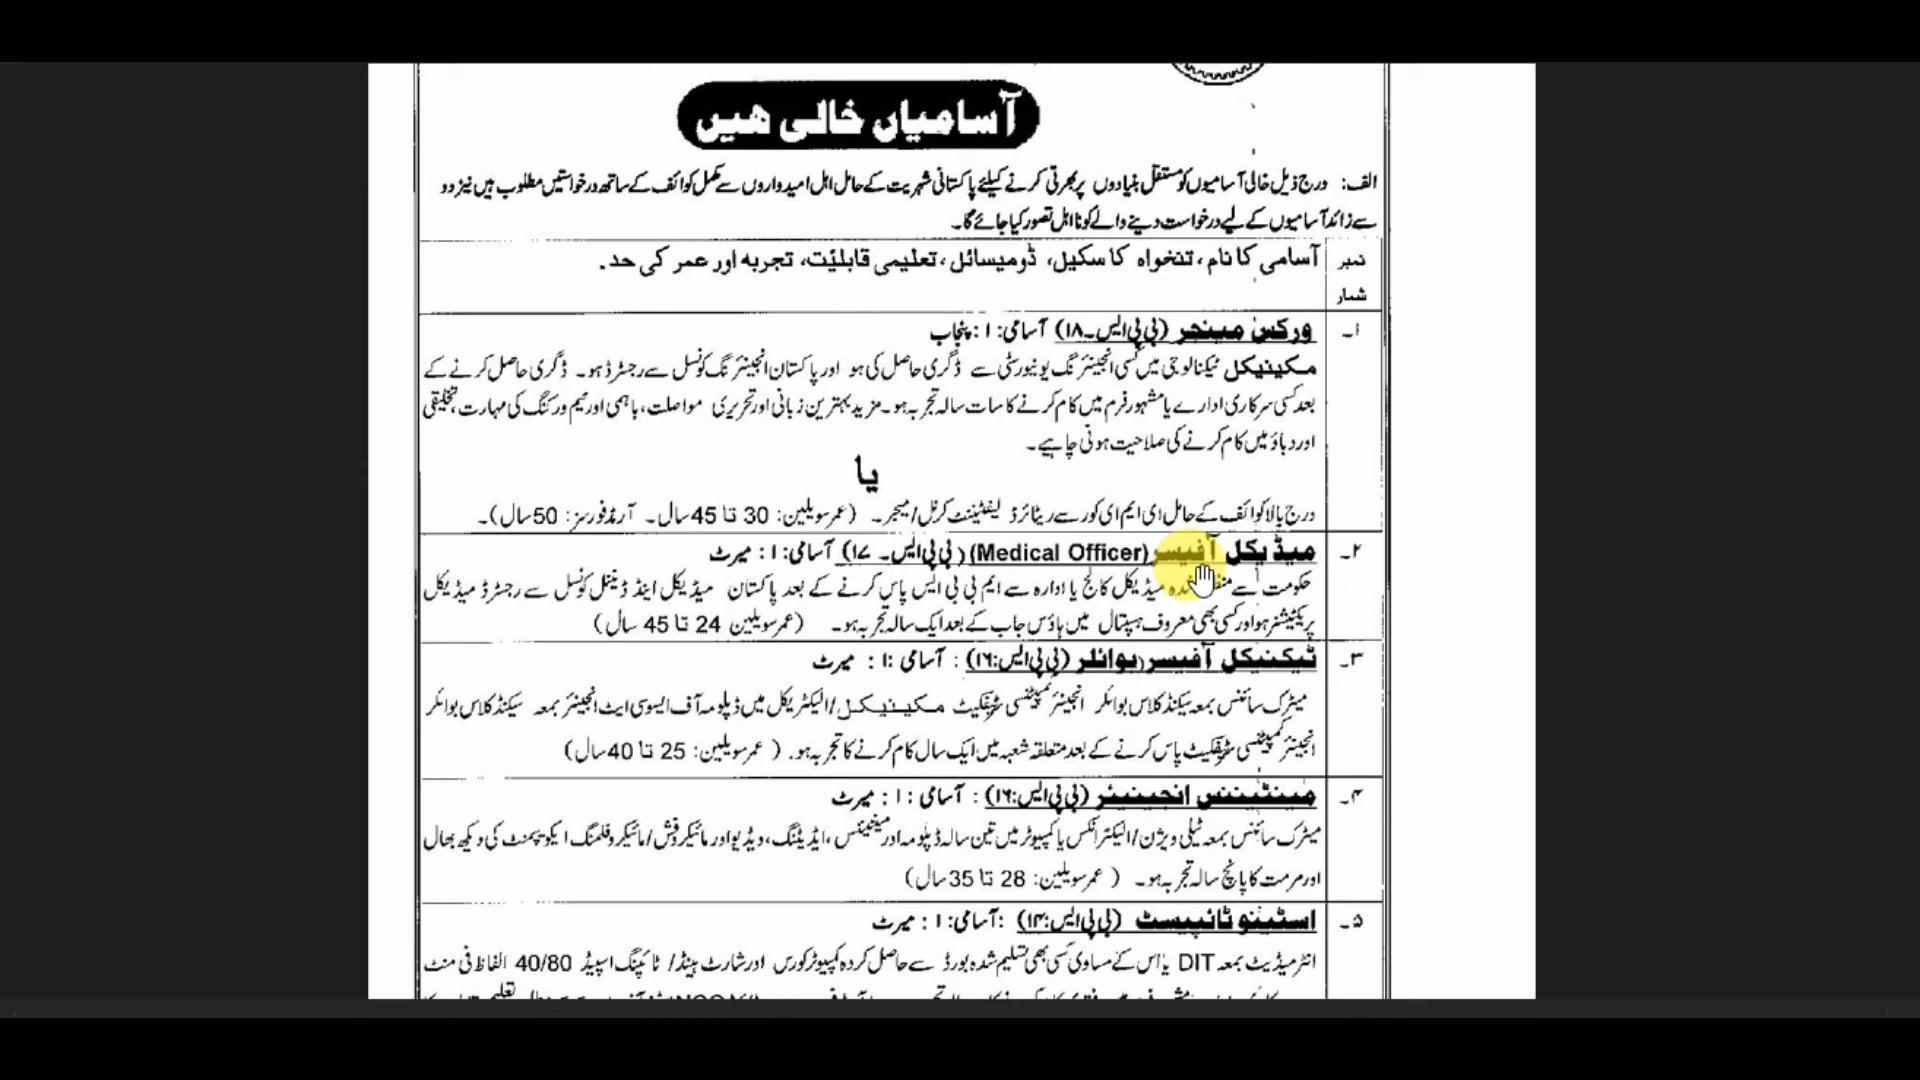 آسامیاں خالی ھیں
الف: درج ذیل خالی آسامیوں کو مستقل بنیادوں پر بھرتی کرنے کیلئے پاکستانی شہریت کے حامل اہل امیدواروں سے مکمل کوائف کے ساتھ درخواستیں مطلوب ہیں نیز دو
سے زائد آسامیوں کے لیے درخواست دینے والے کو نا اہل تصور کیا جائے گا۔
نمبر شمار
آسامی کا نام، تنخواہ کا سکیل، ڈومیسائل، تعلیمی قابلیّت، تجربہ اور عمر کی حد۔
۱۔ ورکس مینجر (بی پی ایس۔۱۸) آسامی: ۱: پنجاب
مکینیکل ٹیکنالوجی میں کسی انجینئرنگ یونیورسٹی سے ڈگری حاصل کی ہو اور پاکستان انجینئرنگ کونسل سے رجسٹرڈ ہو۔ ڈگری حاصل کرنے کے
بعد کسی سرکاری ادارے یا مشہور فرم میں کام کرنے کا سات سالہ تجربہ ہو۔ مزید بہترین زبانی اور تحریری مواصلت، باہمی اور ٹیم ورکنگ کی مہارت، تخلیقی
اور دباؤ میں کام کرنے کی صلاحیت ہونی چاہیے۔
یا
درج بالا کوائف کے حامل ای ایم ای کور سے ریٹائرڈ لیفٹیننٹ کرنل/میجر۔ (عمر سویلین: 30 تا 45 سال۔ آرمڈ فورسز: 50 سال)۔
۲۔ میڈیکل آفیسر (Medical Officer) (بی پی ایس۔ ۱۷) آسامی: ۱: میرٹ
حکومت سے شدہ میڈیکل کالج یا ادارہ سے ایم بی بی ایس پاس کرنے کے بعد پاکستان میڈیکل اینڈ ڈینٹل کونسل سے رجسٹرڈ میڈیکل
پریکٹیشنر ہو اور کسی بھی معروف ہسپتال میں ہاؤس جاب کے بعد ایک سالہ تجربہ ہو۔ (عمر سویلین 24 تا 45 سال)
۳۔ ٹیکنیکل آفیسر (بوائلر (بی پی ایس:۱۶) : آسامی :۱: میرٹ
میٹرک سائنس بمعہ سیکنڈ کلاس بوائلر انجینئر کمپیٹنسی سرٹیفکیٹ مکینیکل/الیکٹریکل میں ڈپلومہ آف ایسوسی ایٹ انجینئر بمعہ سیکنڈ کلاس بوائلر
انجینئر کمپیٹنسی سرٹیفکیٹ پاس کرنے کے بعد متعلقہ شعبہ میں ایک سال کام کرنے کا تجربہ ہو۔ (عمر سویلین: 25 تا 40 سال)
۴۔ مینٹیننس انجینیئر (بی پی ایس:۱۶) : آسامی : ۱ : میرٹ
میٹرک سائنس بمعہ ٹیلی ویژن/الیکٹرانکس یا کمپیوٹر میں تین سالہ ڈپلومہ اور مینٹیننس، ایڈیٹنگ، ویڈیو اور مائیکروفش/مائیکروفلمنگ ایکوپمنٹ کی دیکھ بھال
اور مرمت کا پانچ سالہ تجربہ ہو۔ (عمر سویلین: 28 تا 35 سال)
۵۔ اسٹینو ٹائپسٹ (بی پی ایس:۱۴) :آسامی: ۱: میرٹ
انٹرمیڈیٹ بمعہ DIT یا اس کے مساوی کسی بھی تسلیم شدہ بورڈ سے حاصل کردہ کمپیوٹر کورس اور شارٹ ہینڈ/ ٹائپنگ اسپیڈ 40/80 الفاظ فی منٹ